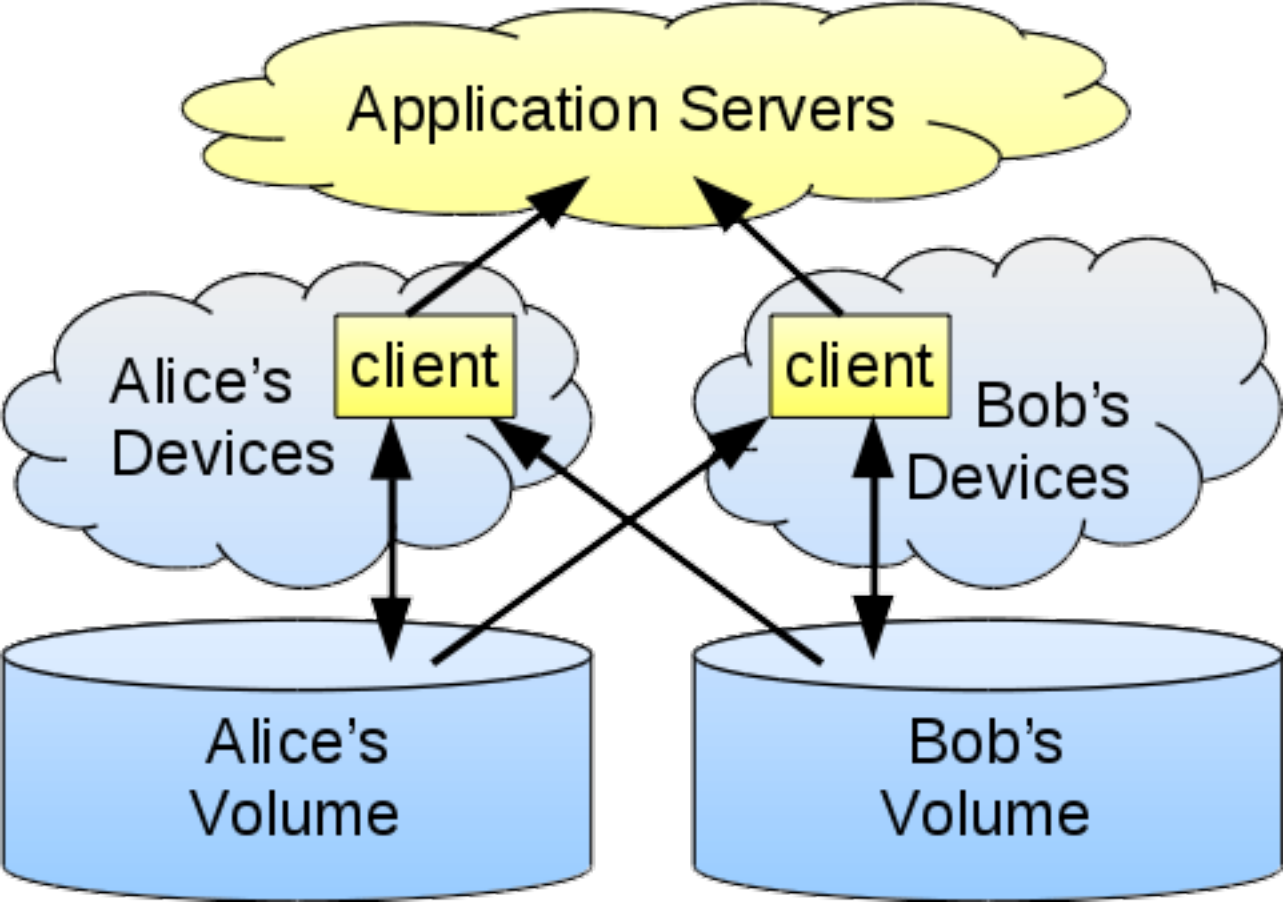 Application Servers
Alice’s
Devices
client
client
Bob’s
Devices
Alice’s
Volume
Bob’s
Volume